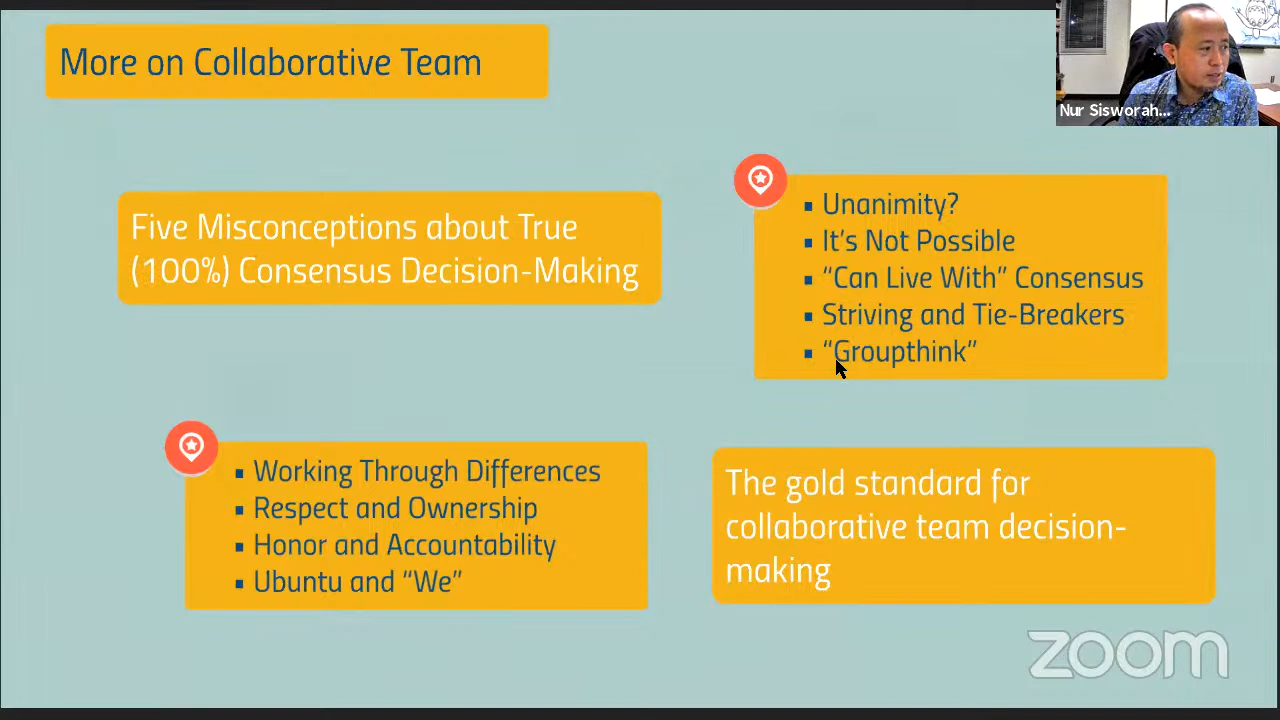 More on Collaborative Team
Nur Sisworah...
Five Misconceptions about True
(100%) Consensus Decision-Making
▪ Unanimity?
▪ It's Not Possible
▪ “Can Live With” Consensus
▪ Striving and Tie-Breakers
▪ “Groupthink”
▪ Working Through Differences
▪ Respect and Ownership
▪ Honor and Accountability
▪ Ubuntu and “We”
The gold standard for
collaborative team decision-
making
zoom